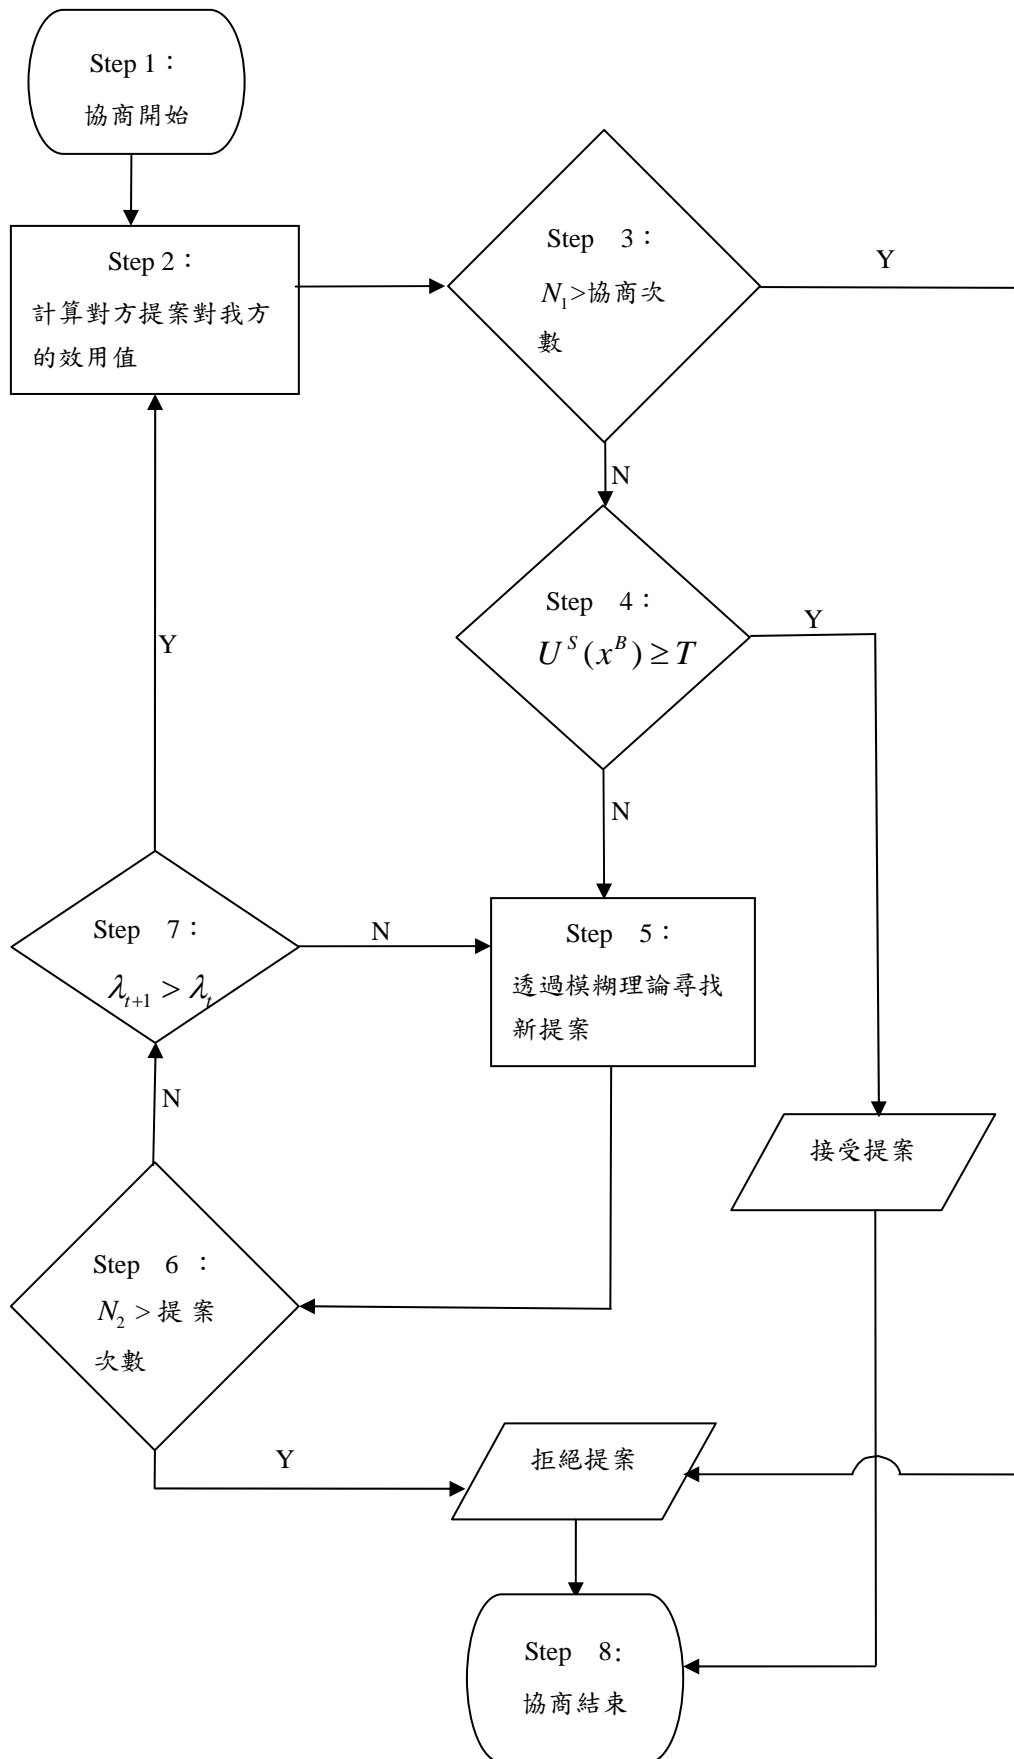 Step 1：
協商開始
Step 2：
計算對方提案對我方
的效用值
Step 3：
N₁>協商次
數
Y
N
Step 4：
Uˢ(xᴮ) ≥ T
Y
N
Step 5：
透過模糊理論尋找
新提案
Step 6：
N₂ > 提案
次數
N
Y
Step 7：
λₜ₊₁ > λₜ
Y
N
接受提案
拒絕提案
Step 8:
協商結束